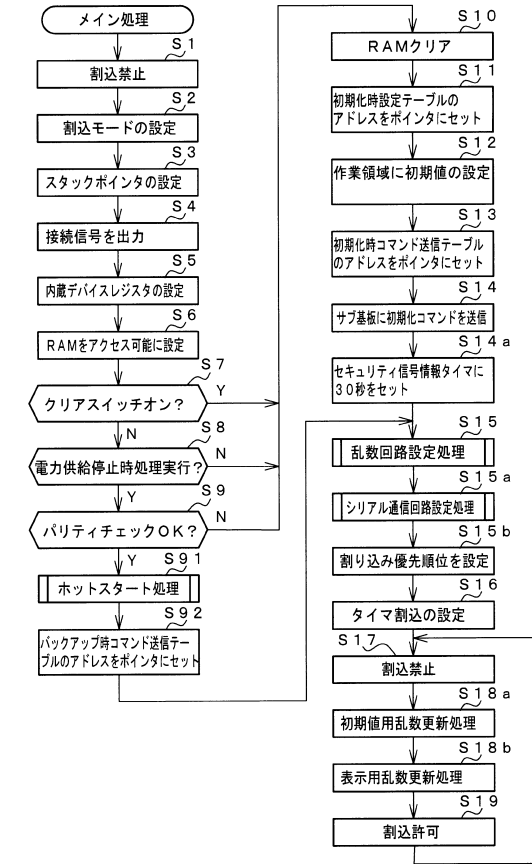 メイン処理
S1
割込禁止
S2
割込モードの設定
S3
スタックポインタの設定
S4
接続信号を出力
S5
内蔵デバイスレジスタの設定
S6
RAMをアクセス可能に設定
S7
クリアスイッチオン?
Y
N
S8
電力供給停止時処理実行?
N
Y
S9
パリティチェックOK?
N
Y
S91
ホットスタート処理
S92
バックアップ時コマンド送信テー
ブルのアドレスをポインタにセット
S10
RAMクリア
S11
初期化時設定テーブルの
アドレスをポインタにセット
S12
作業領域に初期値の設定
S13
初期化時コマンド送信テーブル
のアドレスをポインタにセット
S14
サブ基板に初期化コマンドを送信
S14a
セキュリティ信号情報タイマに
30秒をセット
S15
乱数回路設定処理
S15a
シリアル通信回路設定処理
S15b
割り込み優先順位を設定
S16
タイマ割込の設定
S17
割込禁止
S18a
初期値用乱数更新処理
S18b
表示用乱数更新処理
S19
割込許可